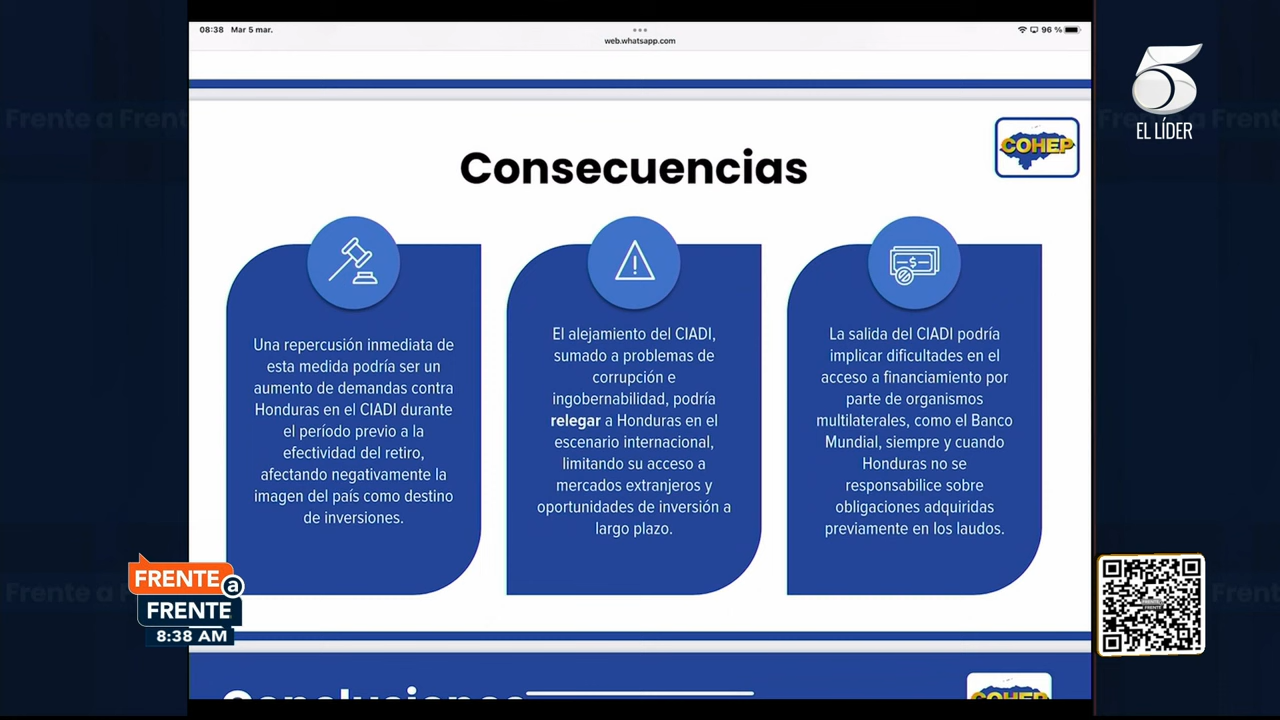 08:38 Mar 5 mar.
web.whatsapp.com
96 %
5
EL LÍDER
Frente a Frent
COHEP
Consecuencias
Una repercusión inmediata de
esta medida podría ser un
aumento de demandas contra
Honduras en el CIADI durante
el período previo a la
efectividad del retiro,
afectando negativamente la
imagen del país como destino
de inversiones.
El alejamiento del CIADI,
sumado a problemas de
corrupción e
ingobernabilidad, podría
relegar a Honduras en el
escenario internacional,
limitando su acceso a
mercados extranjeros y
oportunidades de inversión a
largo plazo.
La salida del CIADI podría
implicar dificultades en el
acceso a financiamiento por
parte de organismos
multilaterales, como el Banco
Mundial, siempre y cuando
Honduras no se
responsabilice sobre
obligaciones adquiridas
previamente en los laudos.
FRENTE a
FRENTE
8:38 AM
Conclusiones
COHEP